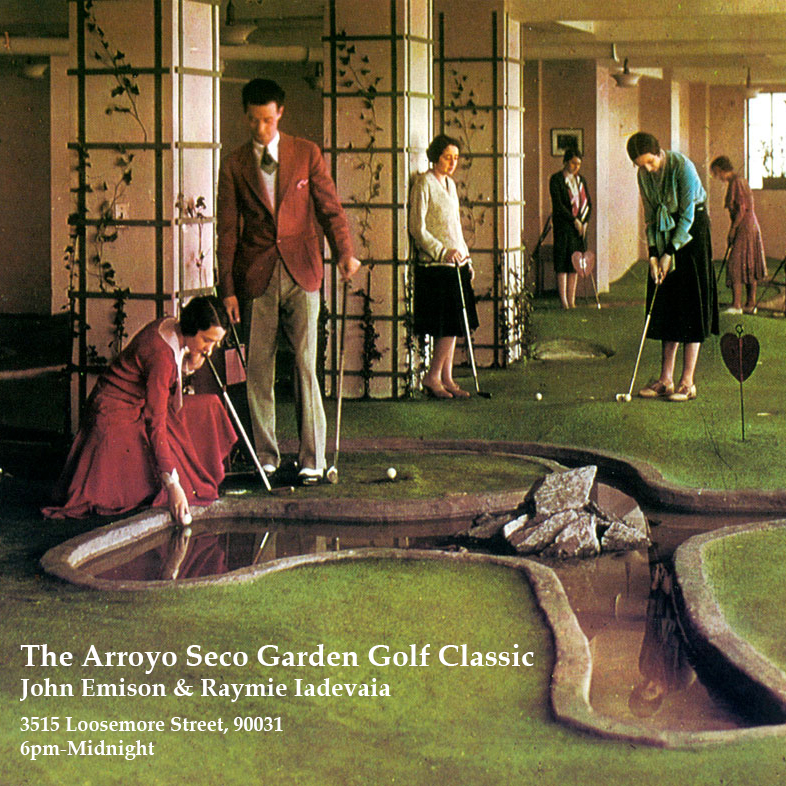 The Arroyo Seco Garden Golf Classic
John Emison & Raymie Iadevaia
3515 Loosemore Street, 90031
6pm-Midnight